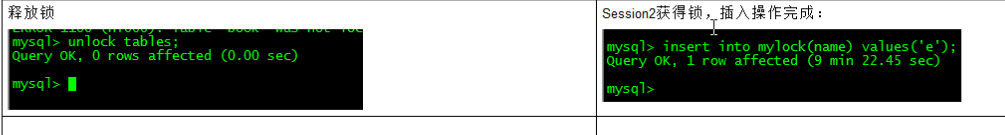 释放锁
mysql> unlock tables;
Query OK, 0 rows affected (0.00 sec)
mysql>
Session2获得锁，插入操作完成：
mysql> insert into mylock(name) values('e');
Query OK, 1 row affected (9 min 22.45 sec)
mysql>